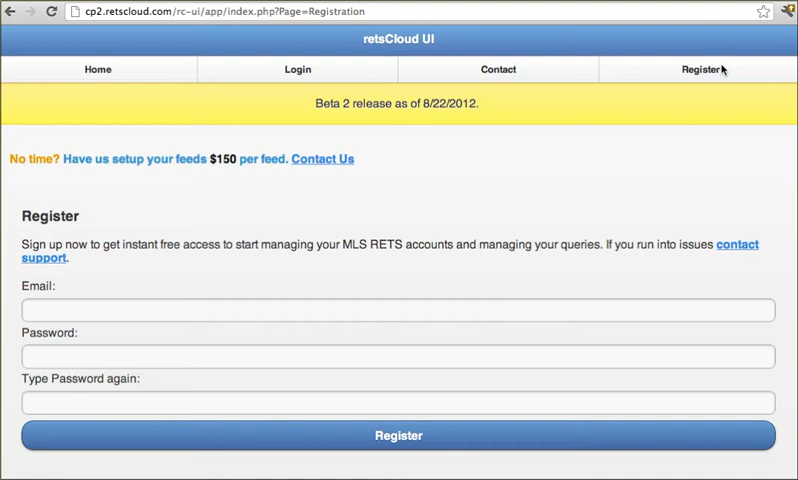 cp2.retscloud.com/rc-ui/app/index.php?Page=Registration
retsCloud UI
Home Login Contact Register
Beta 2 release as of 8/22/2012.
No time? Have us setup your feeds $150 per feed. Contact Us
Register
Sign up now to get instant free access to start managing your MLS RETS accounts and managing your queries. If you run into issues contact
support.
Email:
Password:
Type Password again:
Register